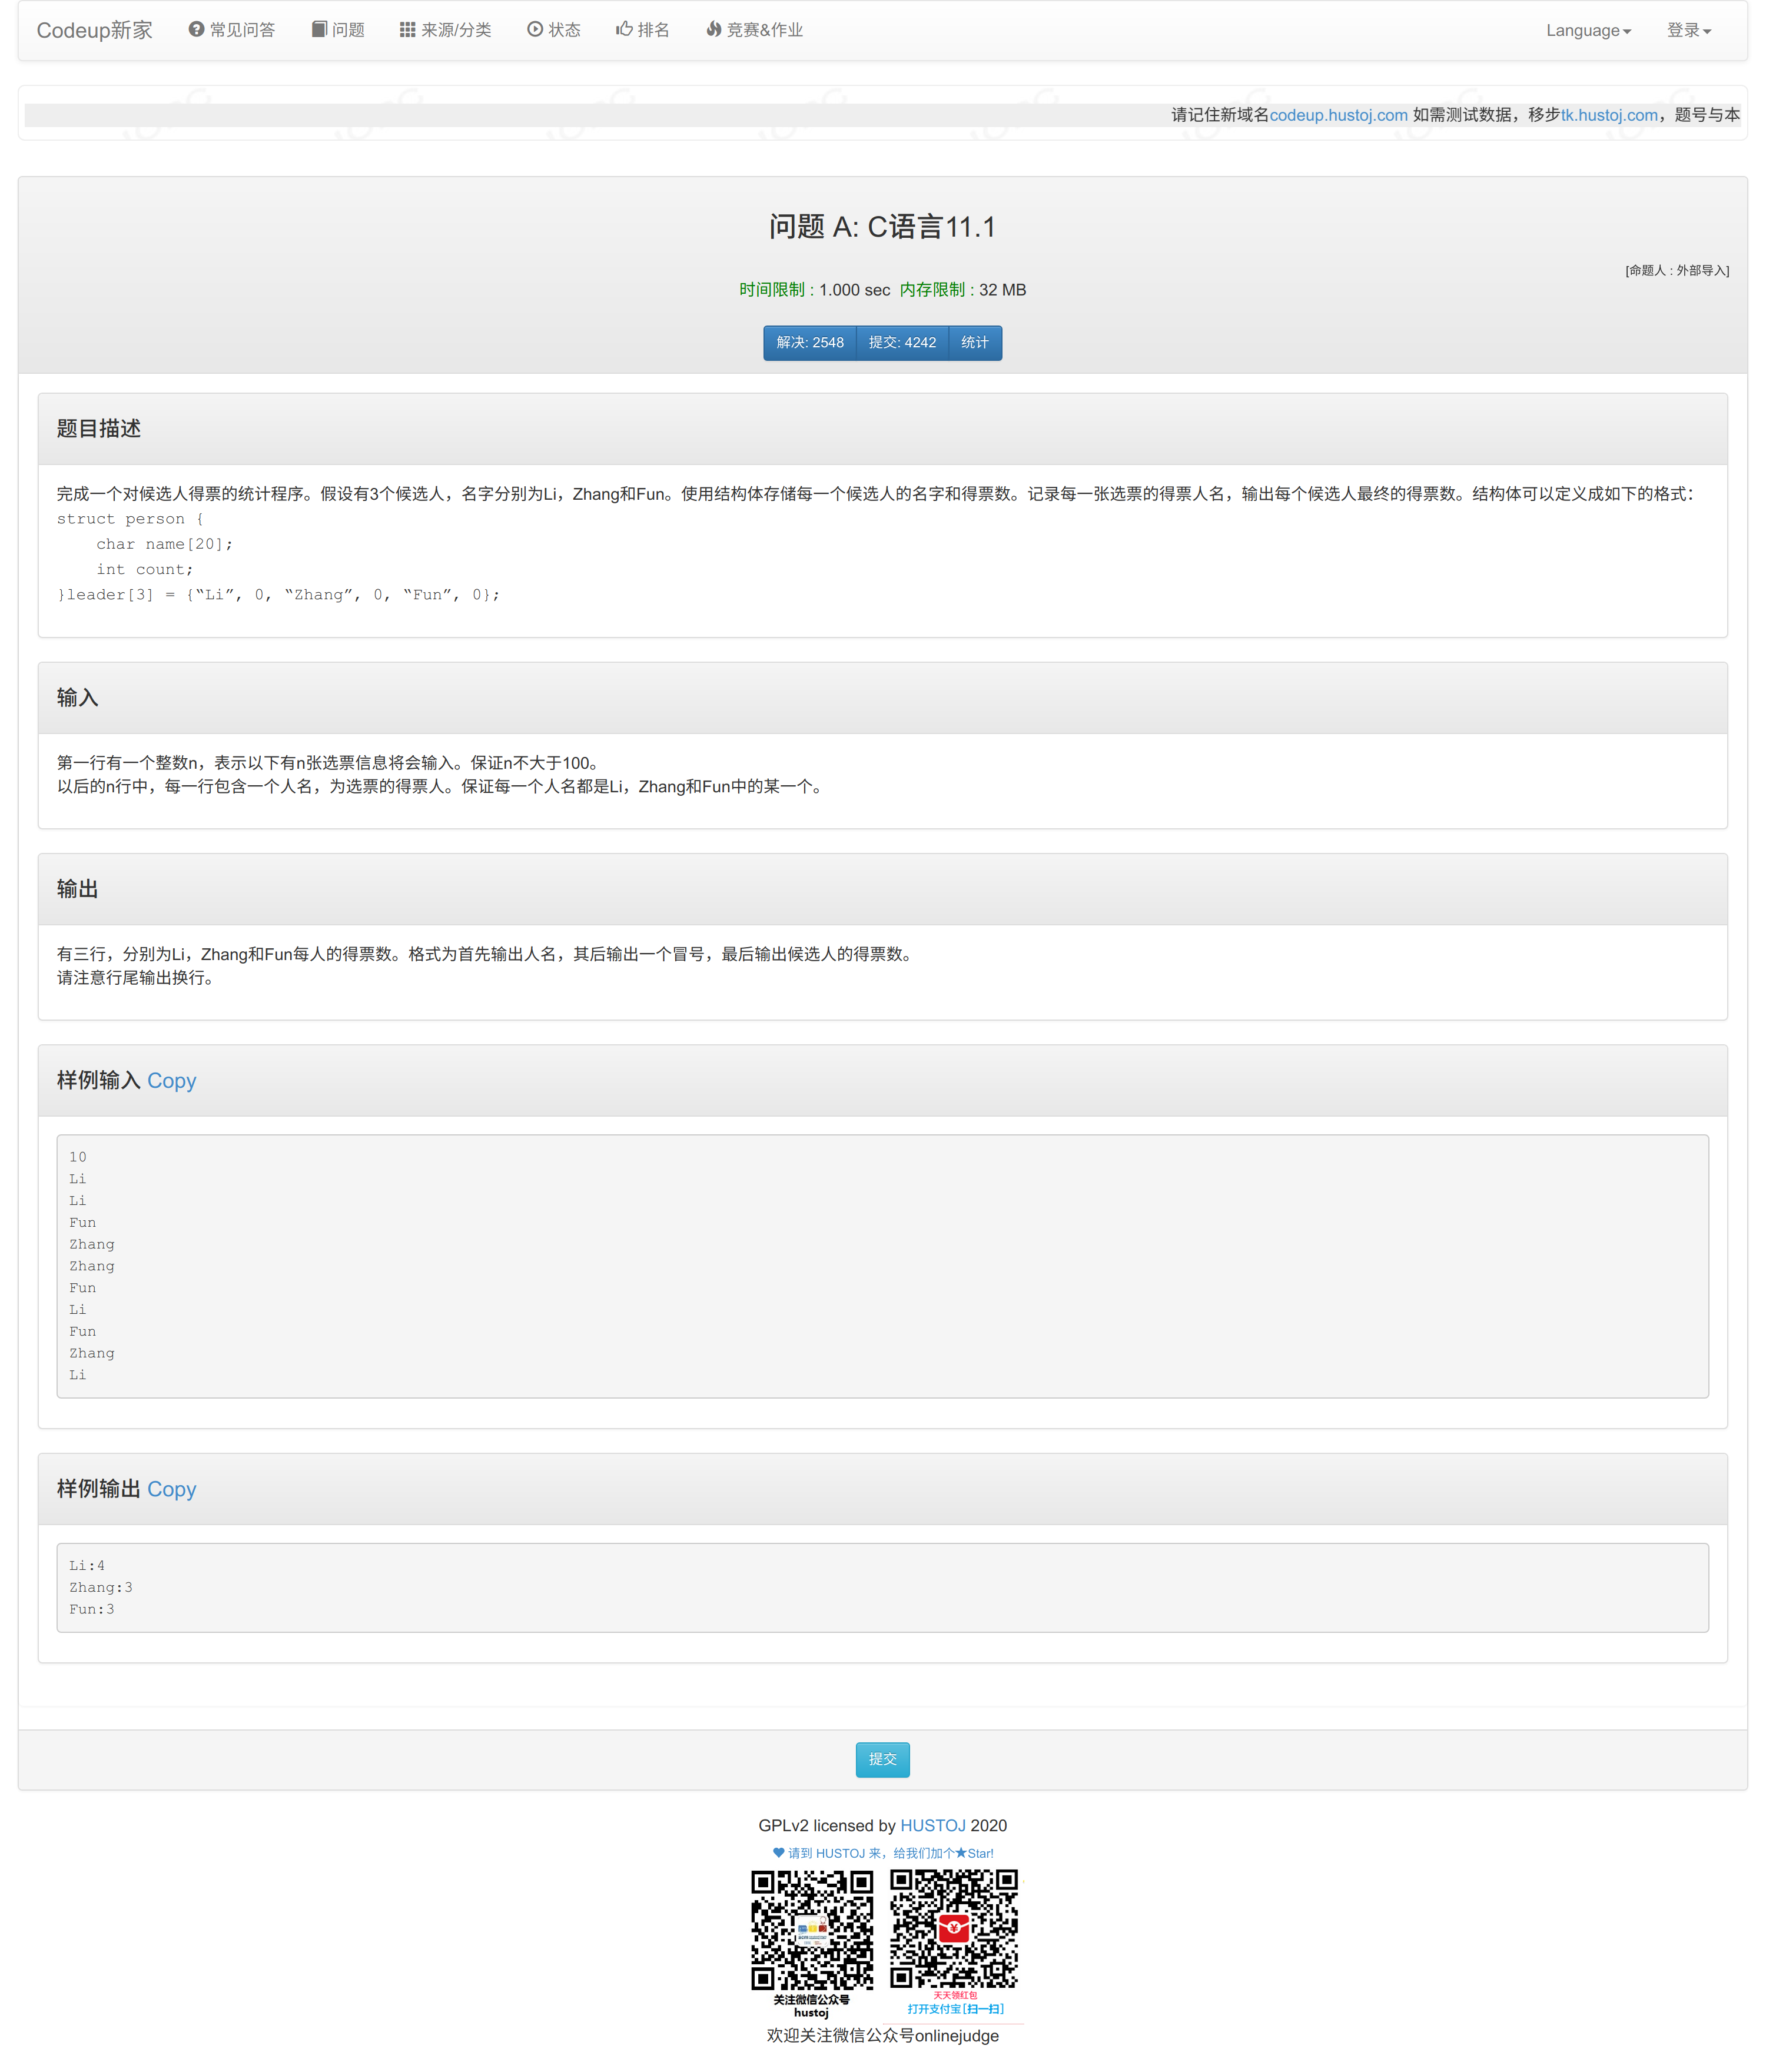 Codeup新家 常见问答 问题 来源/分类 状态 排名 竞赛&作业 Language 登录
请记住新域名codeup.hustoj.com 如需测试数据，移步tk.hustoj.com，题号与本
问题 A: C语言11.1
[命题人 : 外部导入]
时间限制 : 1.000 sec 内存限制 : 32 MB
解决: 2548 提交: 4242 统计
题目描述
完成一个对候选人得票的统计程序。假设有3个候选人，名字分别为Li，Zhang和Fun。使用结构体存储每一个候选人的名字和得票数。记录每一张选票的得票人名，输出每个候选人最终的得票数。结构体可以定义成如下的格式：
struct person {
    char name[20];
    int count;
}leader[3] = {“Li”, 0, “Zhang”, 0, “Fun”, 0};
输入
第一行有一个整数n，表示以下有n张选票信息将会输入。保证n不大于100。
以后的n行中，每一行包含一个人名，为选票的得票人。保证每一个人名都是Li，Zhang和Fun中的某一个。
输出
有三行，分别为Li，Zhang和Fun每人的得票数。格式为首先输出人名，其后输出一个冒号，最后输出候选人的得票数。
请注意行尾输出换行。
样例输入 Copy
10
Li
Li
Fun
Zhang
Zhang
Fun
Li
Fun
Zhang
Li
样例输出 Copy
Li:4
Zhang:3
Fun:3
提交
GPLv2 licensed by HUSTOJ 2020
请到 HUSTOJ 来，给我们加个★Star!
关注微信公众号
hustoj
天天领红包
打开支付宝[扫一扫]
欢迎关注微信公众号onlinejudge